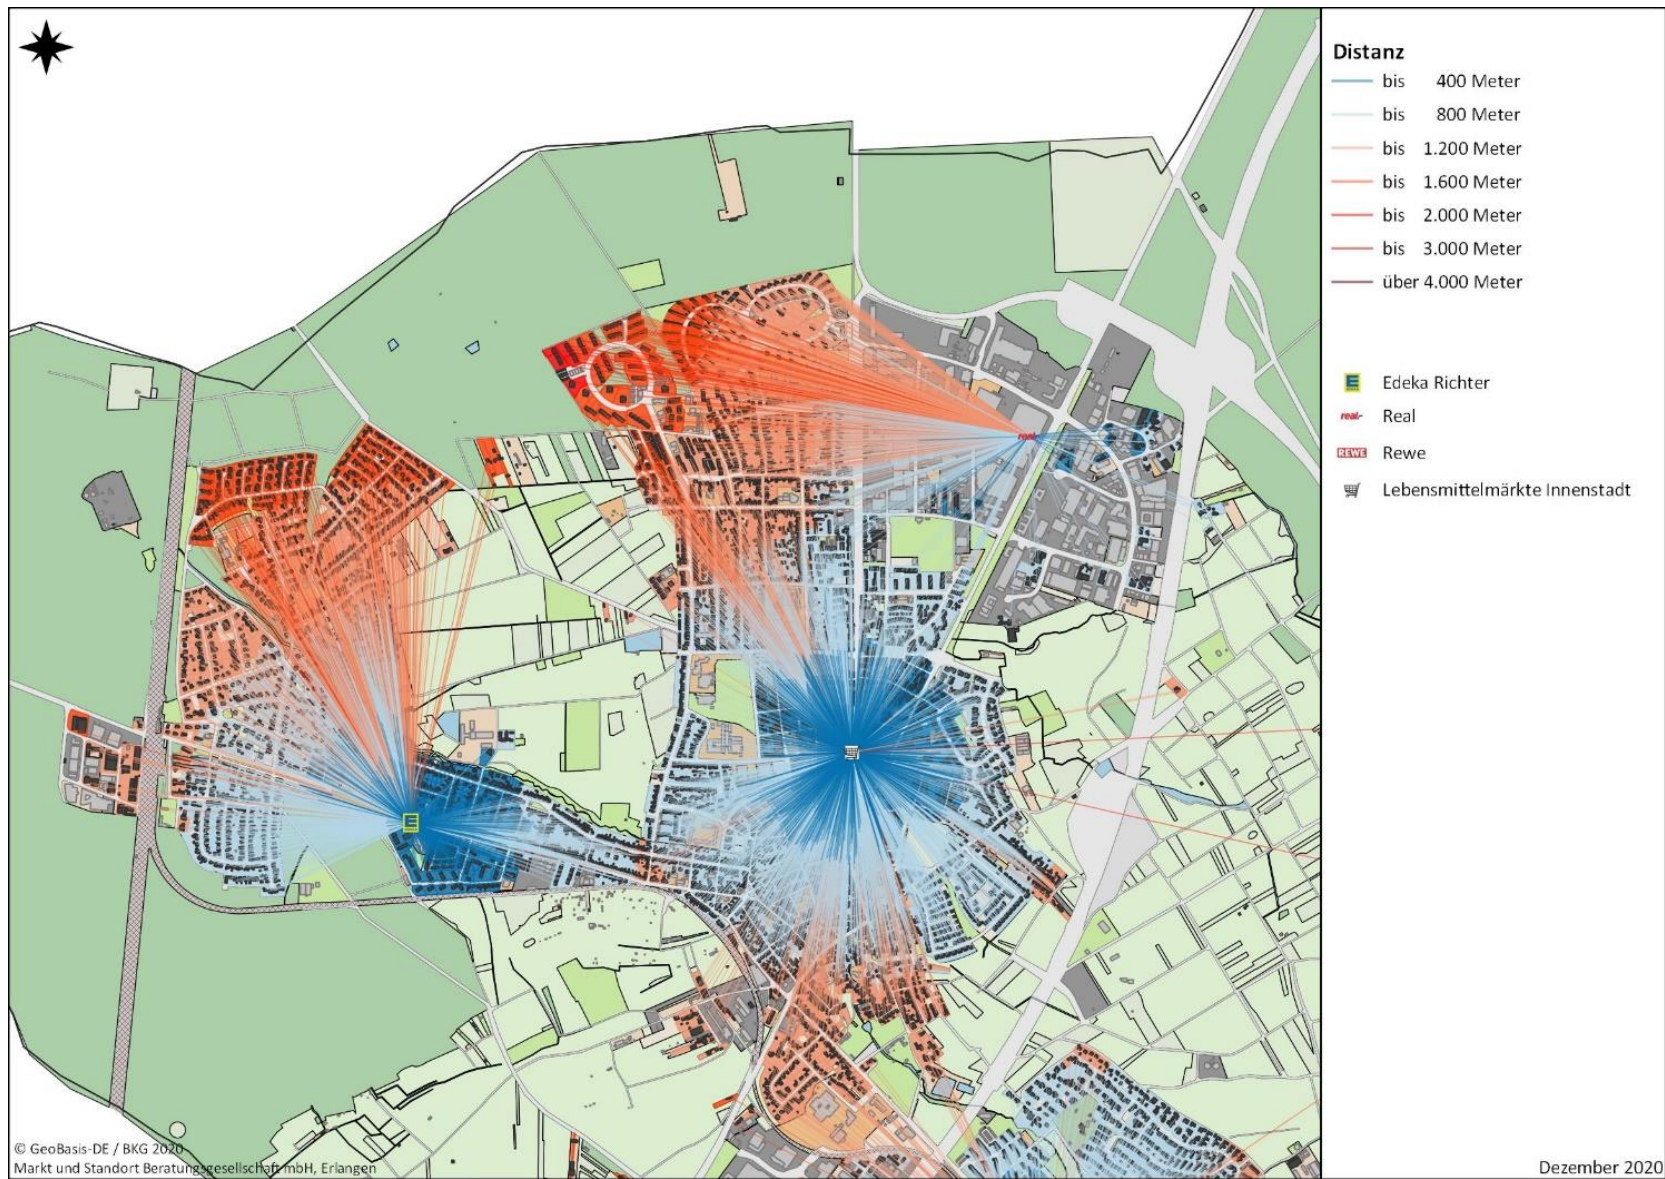 Distanz
bis 400 Meter
bis 800 Meter
bis 1.200 Meter
bis 1.600 Meter
bis 2.000 Meter
bis 3.000 Meter
über 4.000 Meter
E Edeka Richter
real,- Real
REWE Rewe
Lebensmittelmärkte Innenstadt
real
E
© GeoBasis-DE / BKG 2020
Markt und Standort Beratungsgesellschaft mbH, Erlangen
Dezember 2020